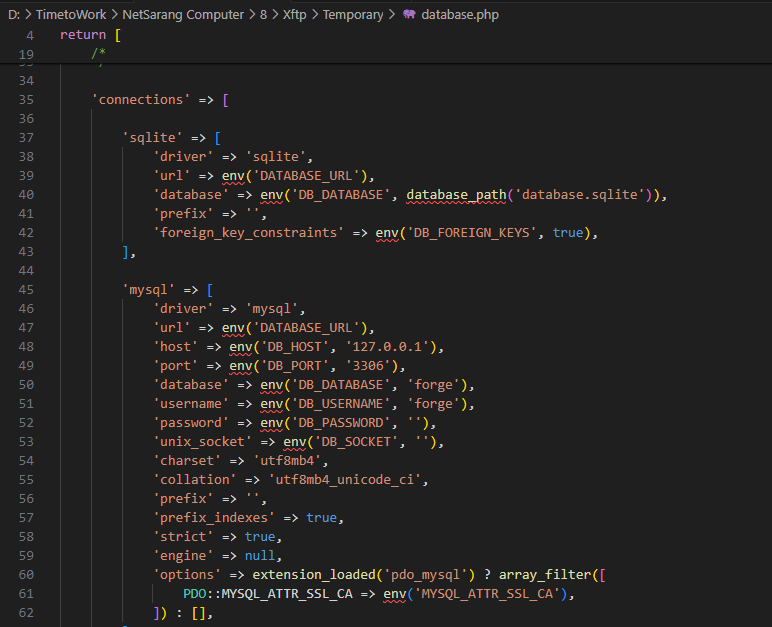 D: > TimetoWork > NetSarang Computer > 8 > Xftp > Temporary > database.php
4 return [
19 /*
34
35 'connections' => [
36
37 'sqlite' => [
38 'driver' => 'sqlite',
39 'url' => env('DATABASE_URL'),
40 'database' => env('DB_DATABASE', database_path('database.sqlite')),
41 'prefix' => '',
42 'foreign_key_constraints' => env('DB_FOREIGN_KEYS', true),
43 ],
44
45 'mysql' => [
46 'driver' => 'mysql',
47 'url' => env('DATABASE_URL'),
48 'host' => env('DB_HOST', '127.0.0.1'),
49 'port' => env('DB_PORT', '3306'),
50 'database' => env('DB_DATABASE', 'forge'),
51 'username' => env('DB_USERNAME', 'forge'),
52 'password' => env('DB_PASSWORD', ''),
53 'unix_socket' => env('DB_SOCKET', ''),
54 'charset' => 'utf8mb4',
55 'collation' => 'utf8mb4_unicode_ci',
56 'prefix' => '',
57 'prefix_indexes' => true,
58 'strict' => true,
59 'engine' => null,
60 'options' => extension_loaded('pdo_mysql') ? array_filter([
61 PDO::MYSQL_ATTR_SSL_CA => env('MYSQL_ATTR_SSL_CA'),
62 ]) : [],